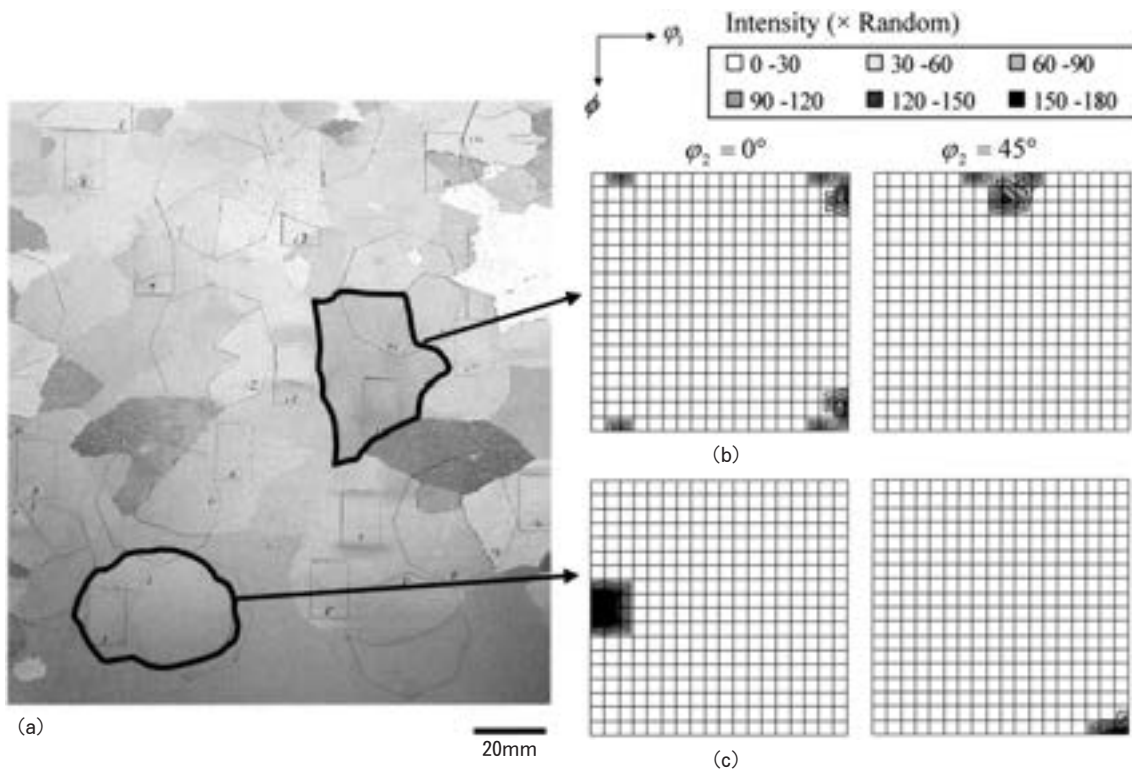 φ₁
ϕ
Intensity (× Random)
0 -30 30 -60 60 -90
90 -120 120 -150 150 -180
φ₂ = 0° φ₂ = 45°
(b)
(a)
20mm
(c)